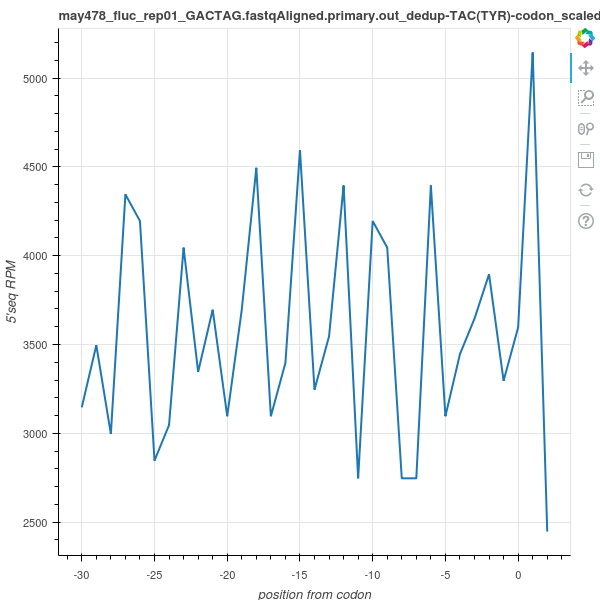 may478_fluc_rep01_GACTAG.fastqAligned.primary.out_dedup-TAC(TYR)-codon_scaled
5000
4500
4000
3500
3000
2500
5'seq RPM
-30 -25 -20 -15 -10 -5 0
position from codon